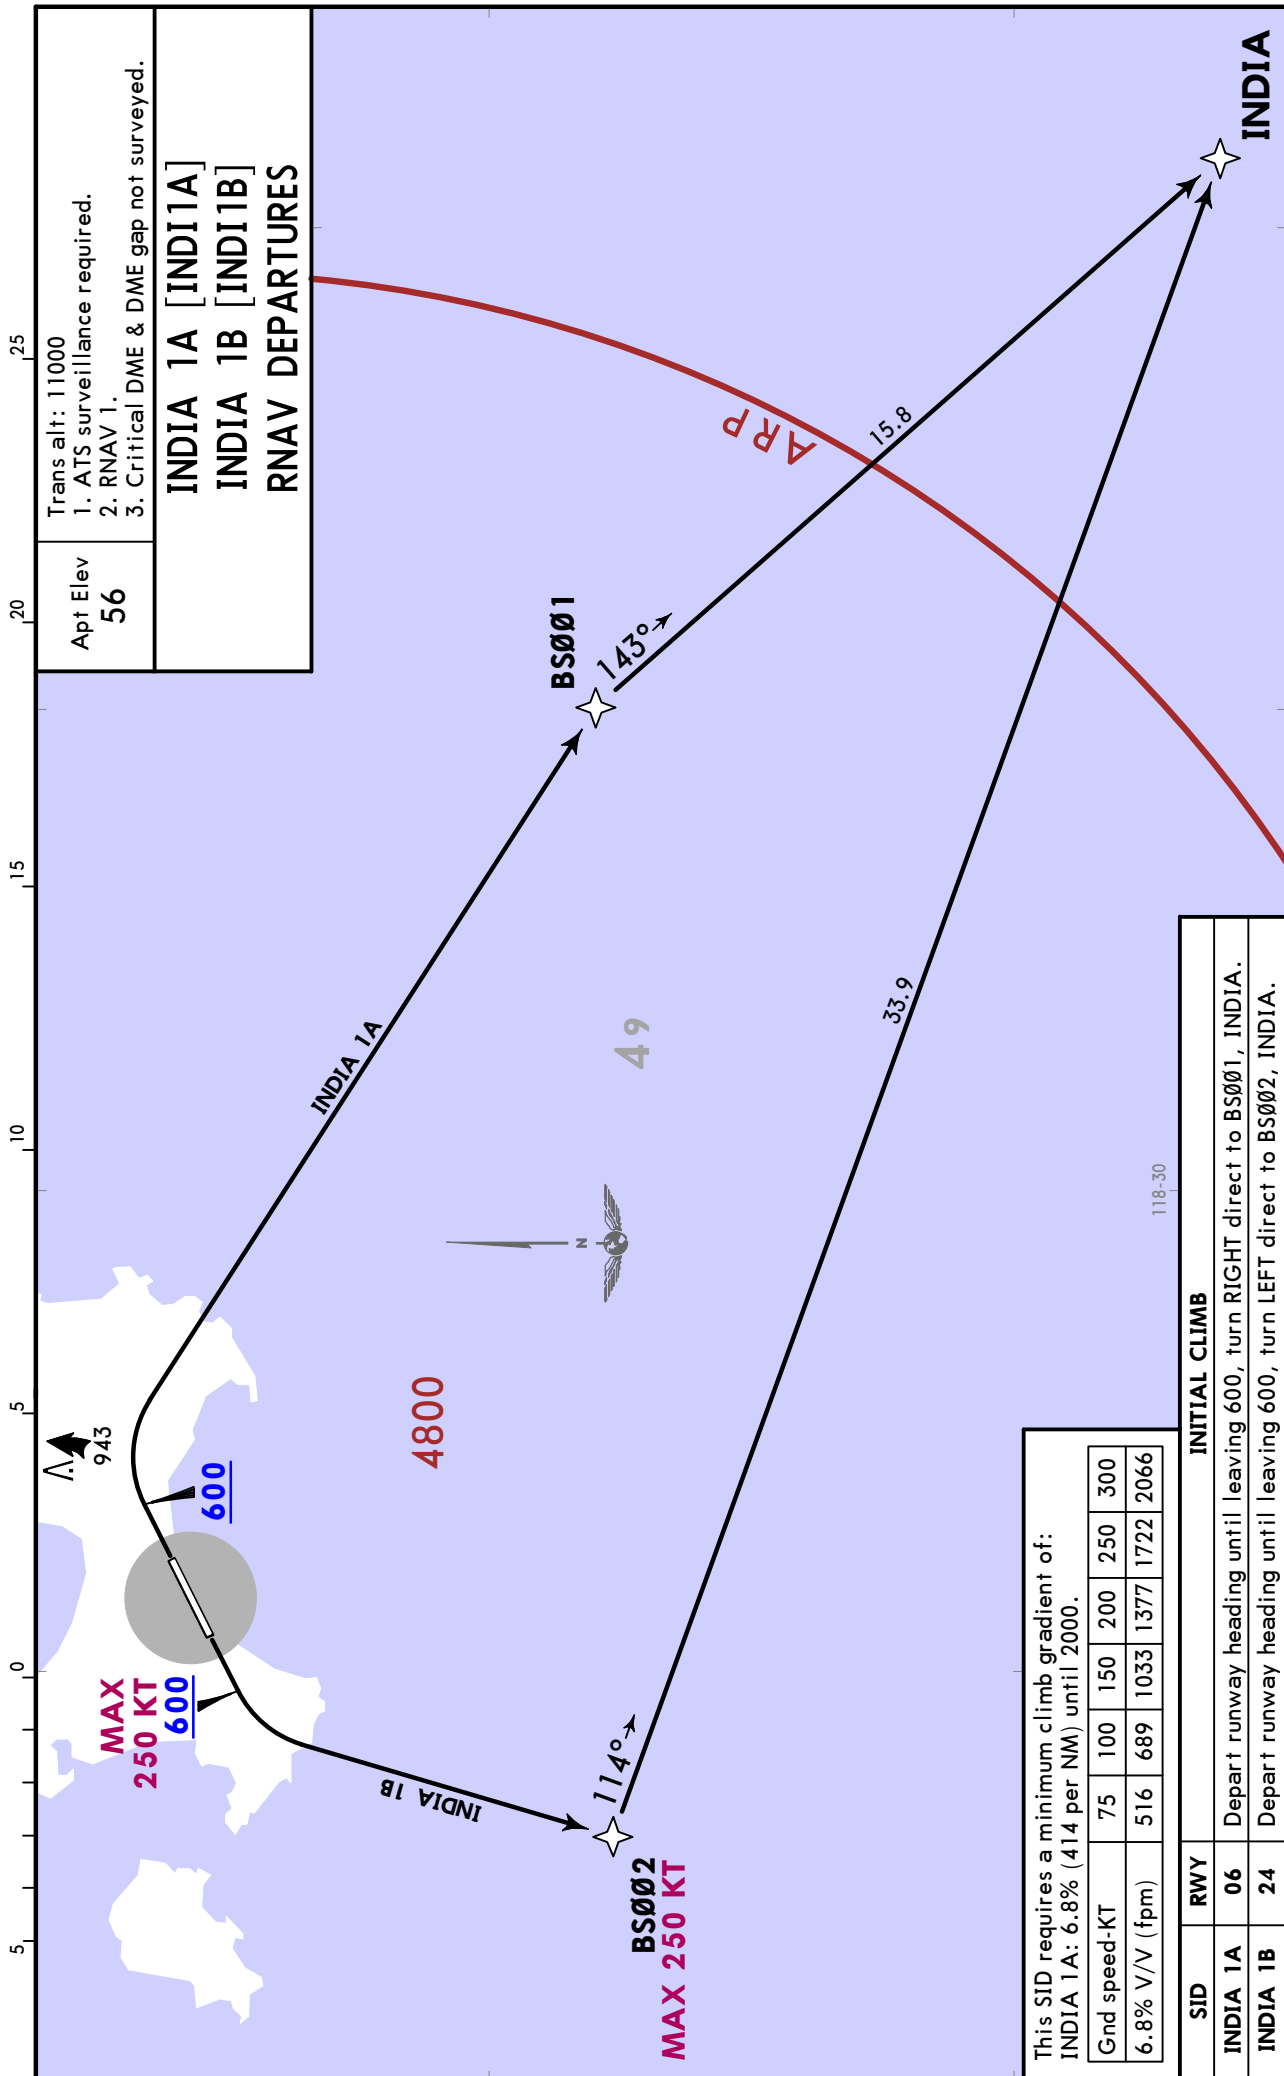 Apt Elev
56
Trans alt: 11000
1. ATS surveillance required.
2. RNAV 1.
3. Critical DME & DME gap not surveyed.
INDIA 1A [INDI1A]
INDIA 1B [INDI1B]
RNAV DEPARTURES
5
0
5
10
15
20
25
943
MAX
250 KT
600
600
4800
INDIA 1A
INDIA 1B
N
49
ARP
BSØØ1
143°
15.8
BSØØ2
MAX 250 KT
114°
33.9
INDIA
118-30
This SID requires a minimum climb gradient of:
INDIA 1A: 6.8% (414 per NM) until 2000.
Gnd speed-KT 75 100 150 200 250 300
6.8% V/V (fpm) 516 689 1033 1377 1722 2066
SID RWY INITIAL CLIMB
INDIA 1A 06 Depart runway heading until leaving 600, turn RIGHT direct to BSØØ1, INDIA.
INDIA 1B 24 Depart runway heading until leaving 600, turn LEFT direct to BSØØ2, INDIA.